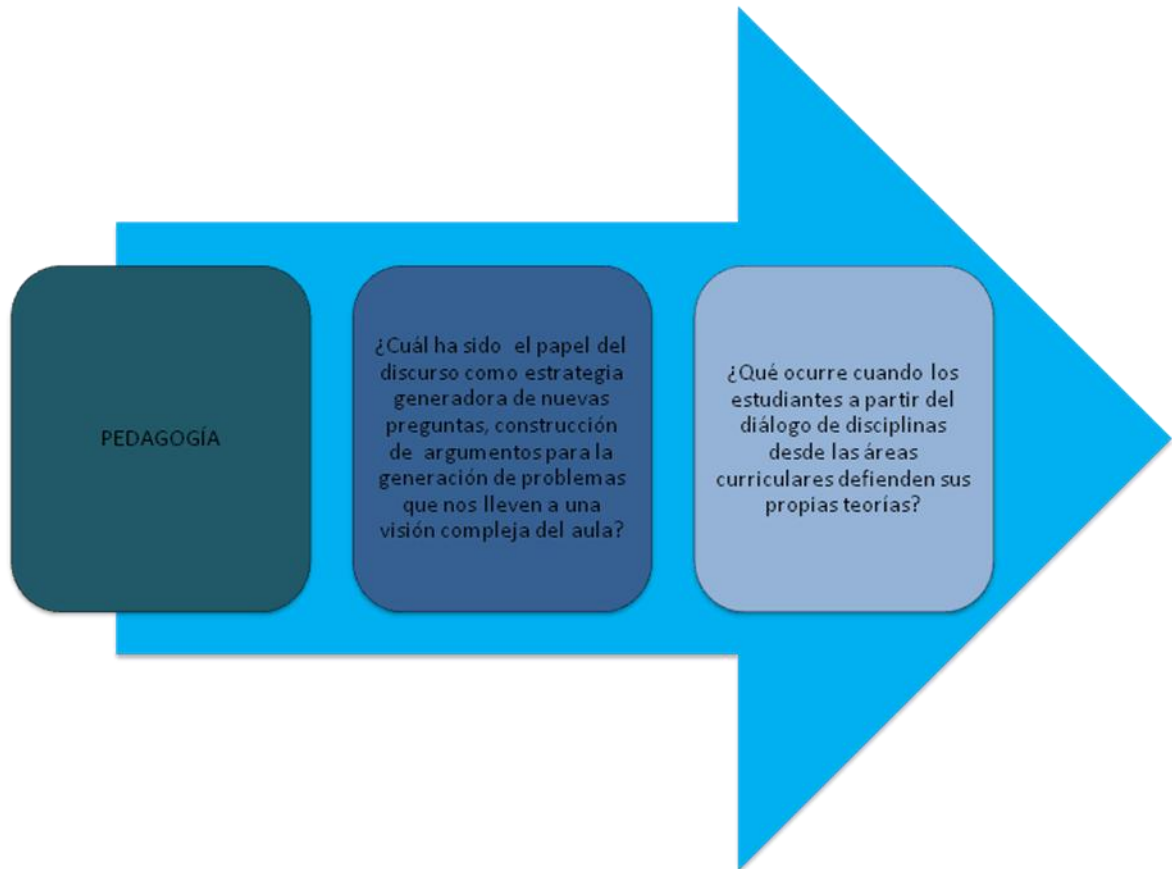 PEDAGOGÍA
¿Cuál ha sido el papel del
discurso como estrategia
generadora de nuevas
preguntas, construcción
de argumentos para la
generación de problemas
que nos lleven a una
visión compleja del aula?
¿Qué ocurre cuando los
estudiantes a partir del
diálogo de disciplinas
desde las áreas
curriculares defienden sus
propias teorías?